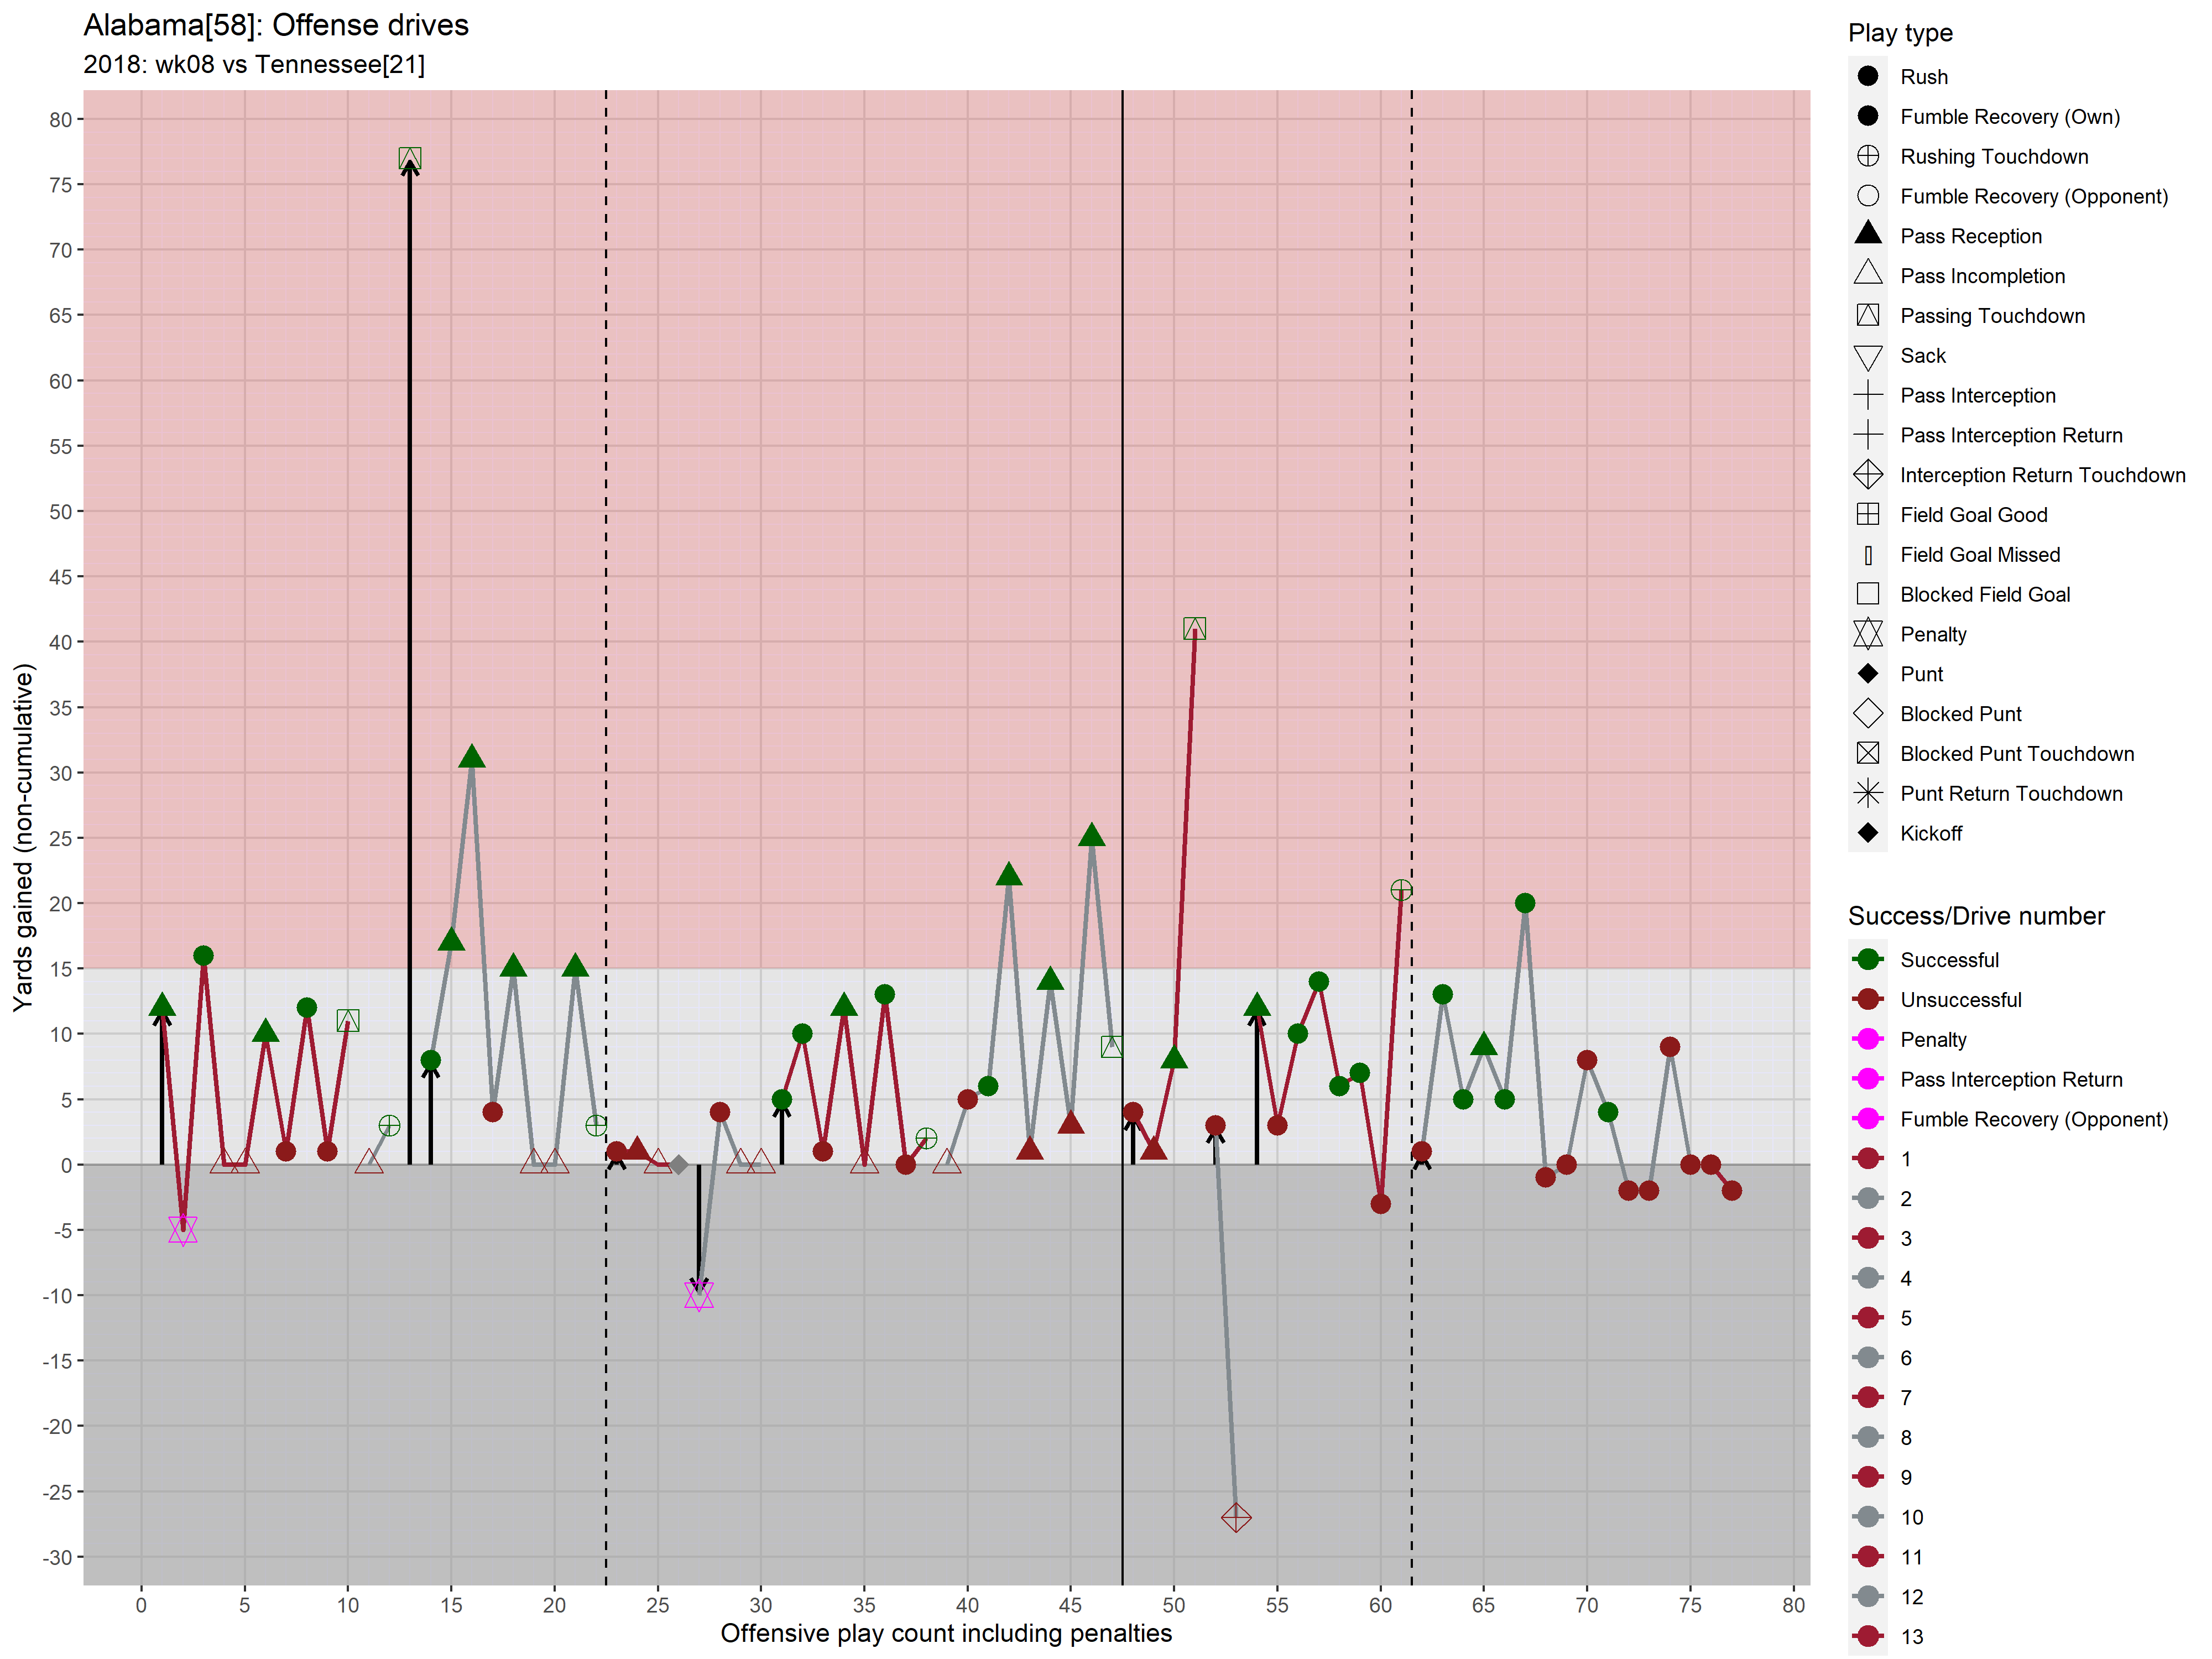 Alabama[58]: Offense drives
2018: wk08 vs Tennessee[21]
Yards gained (non-cumulative)
80
75
70
65
60
55
50
45
40
35
30
25
20
15
10
5
0
-5
-10
-15
-20
-25
-30
0 5 10 15 20 25 30 35 40 45 50 55 60 65 70 75 80
Offensive play count including penalties
Play type
Rush
Fumble Recovery (Own)
Rushing Touchdown
Fumble Recovery (Opponent)
Pass Reception
Pass Incompletion
Passing Touchdown
Sack
Pass Interception
Pass Interception Return
Interception Return Touchdown
Field Goal Good
Field Goal Missed
Blocked Field Goal
Penalty
Punt
Blocked Punt
Blocked Punt Touchdown
Punt Return Touchdown
Kickoff
Success/Drive number
Successful
Unsuccessful
Penalty
Pass Interception Return
Fumble Recovery (Opponent)
1
2
3
4
5
6
7
8
9
10
11
12
13